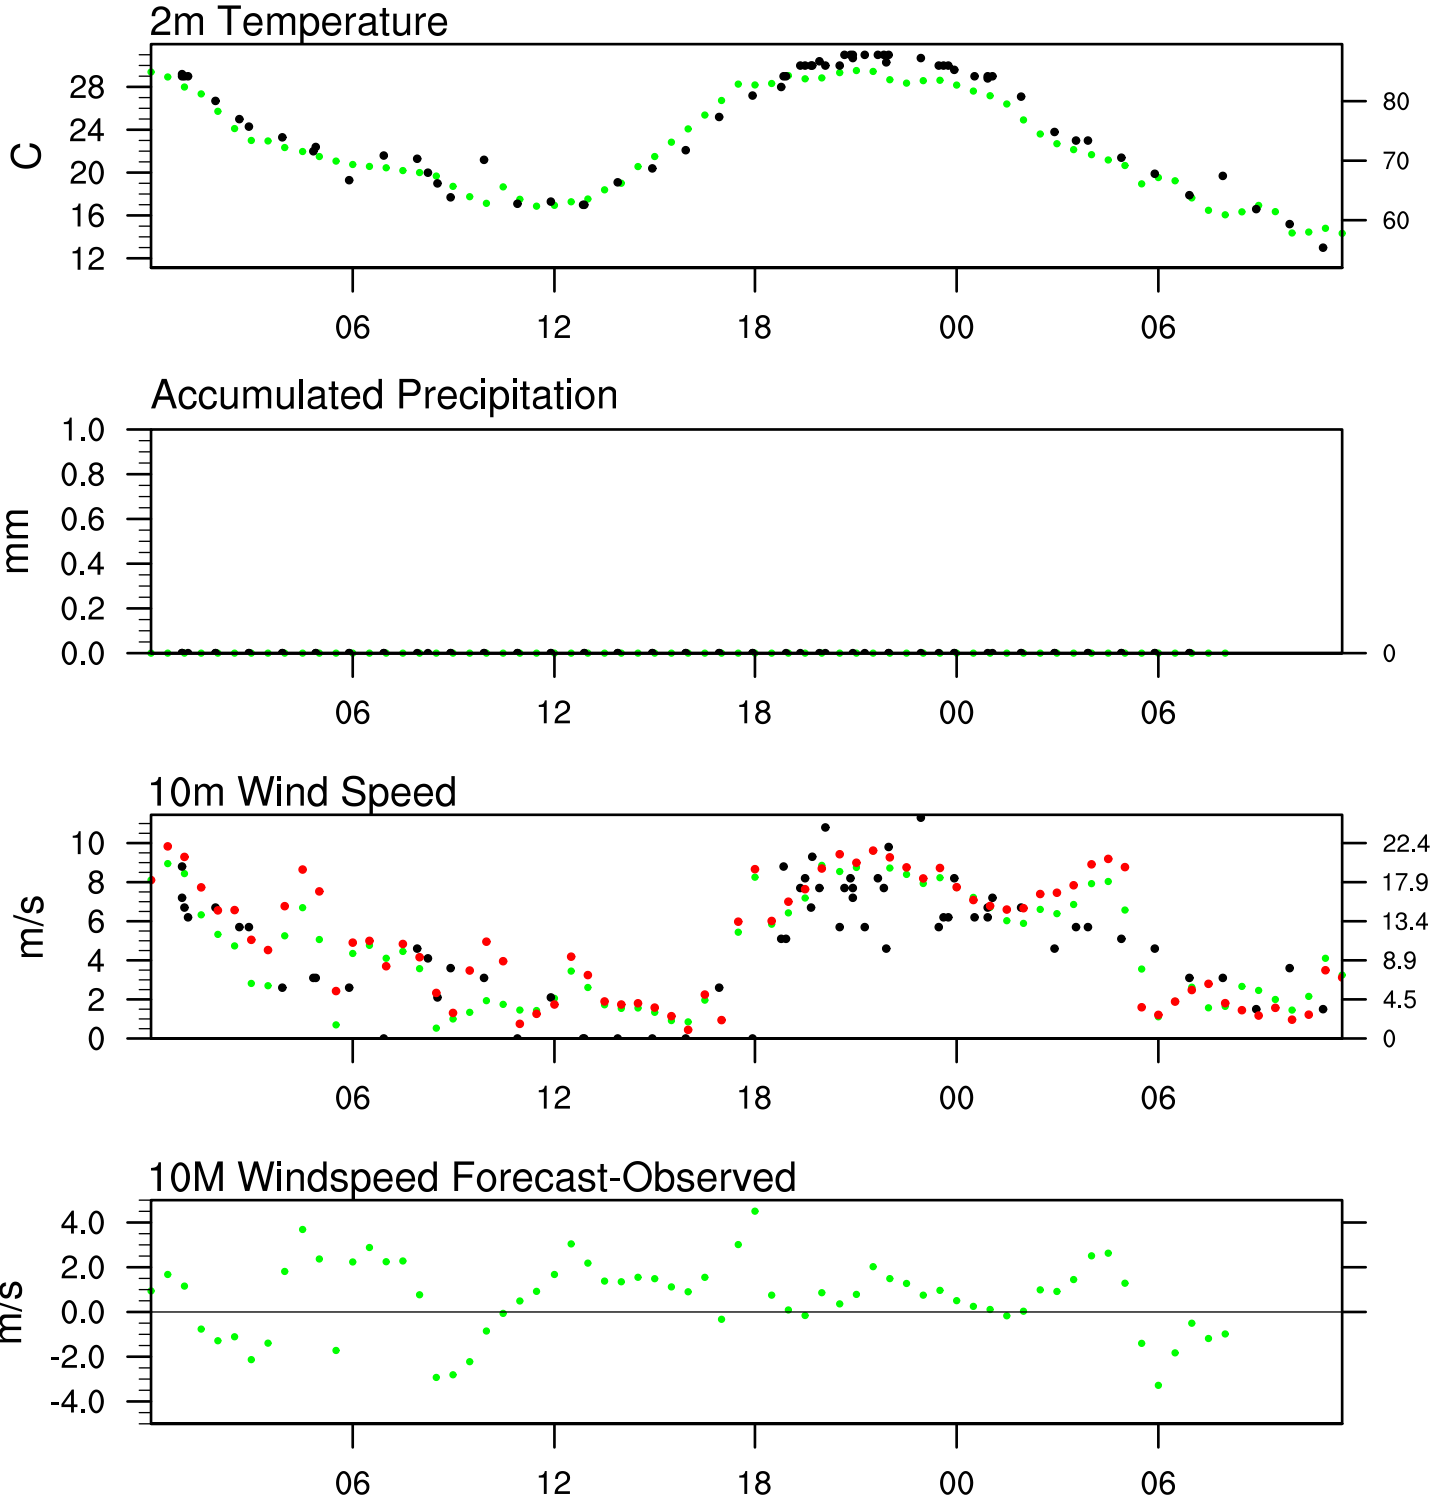 2m Temperature
C
28
24
20
16
12
80
70
60
06 12 18 00 06
Accumulated Precipitation
mm
1.0
0.8
0.6
0.4
0.2
0.0
0
06 12 18 00 06
10m Wind Speed
m/s
10
8
6
4
2
0
22.4
17.9
13.4
8.9
4.5
0
06 12 18 00 06
10M Windspeed Forecast-Observed
m/s
4.0
2.0
0.0
-2.0
-4.0
06 12 18 00 06